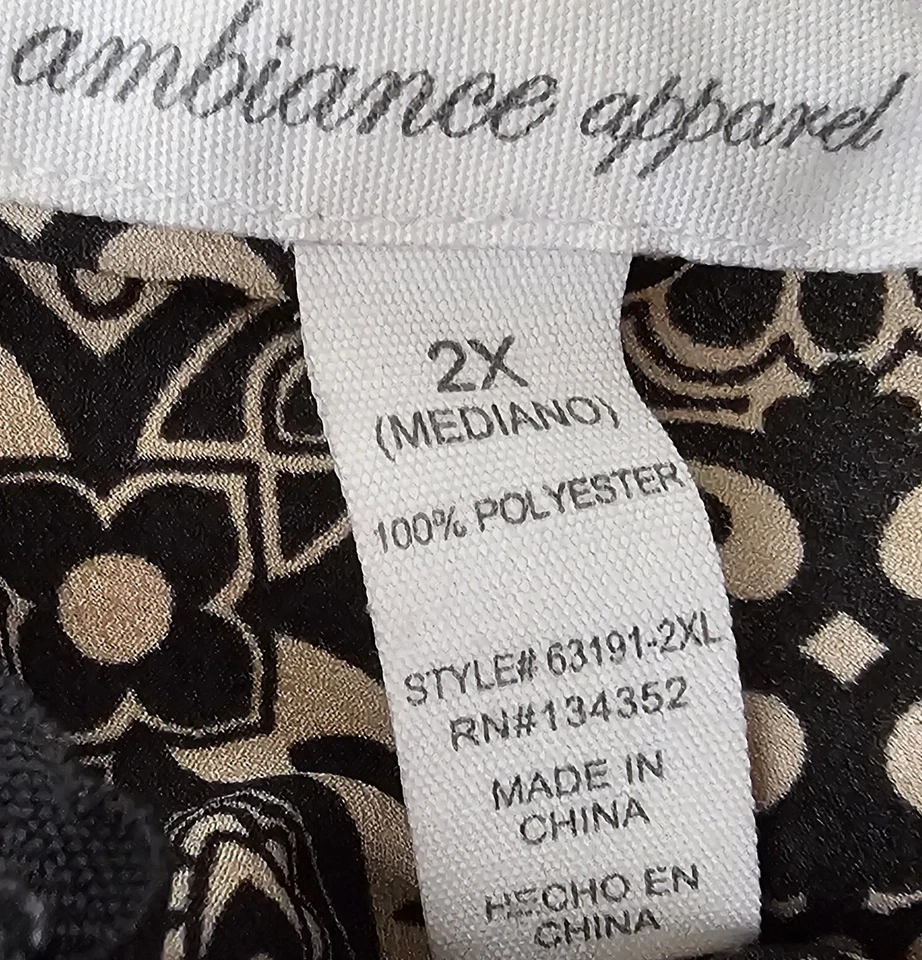 ambiance apparel
2X
(MEDIANO)
100% POLYESTER
STYLE# 63191-2XL
RN#134352
MADE IN
CHINA
HECHO EN
CHINA